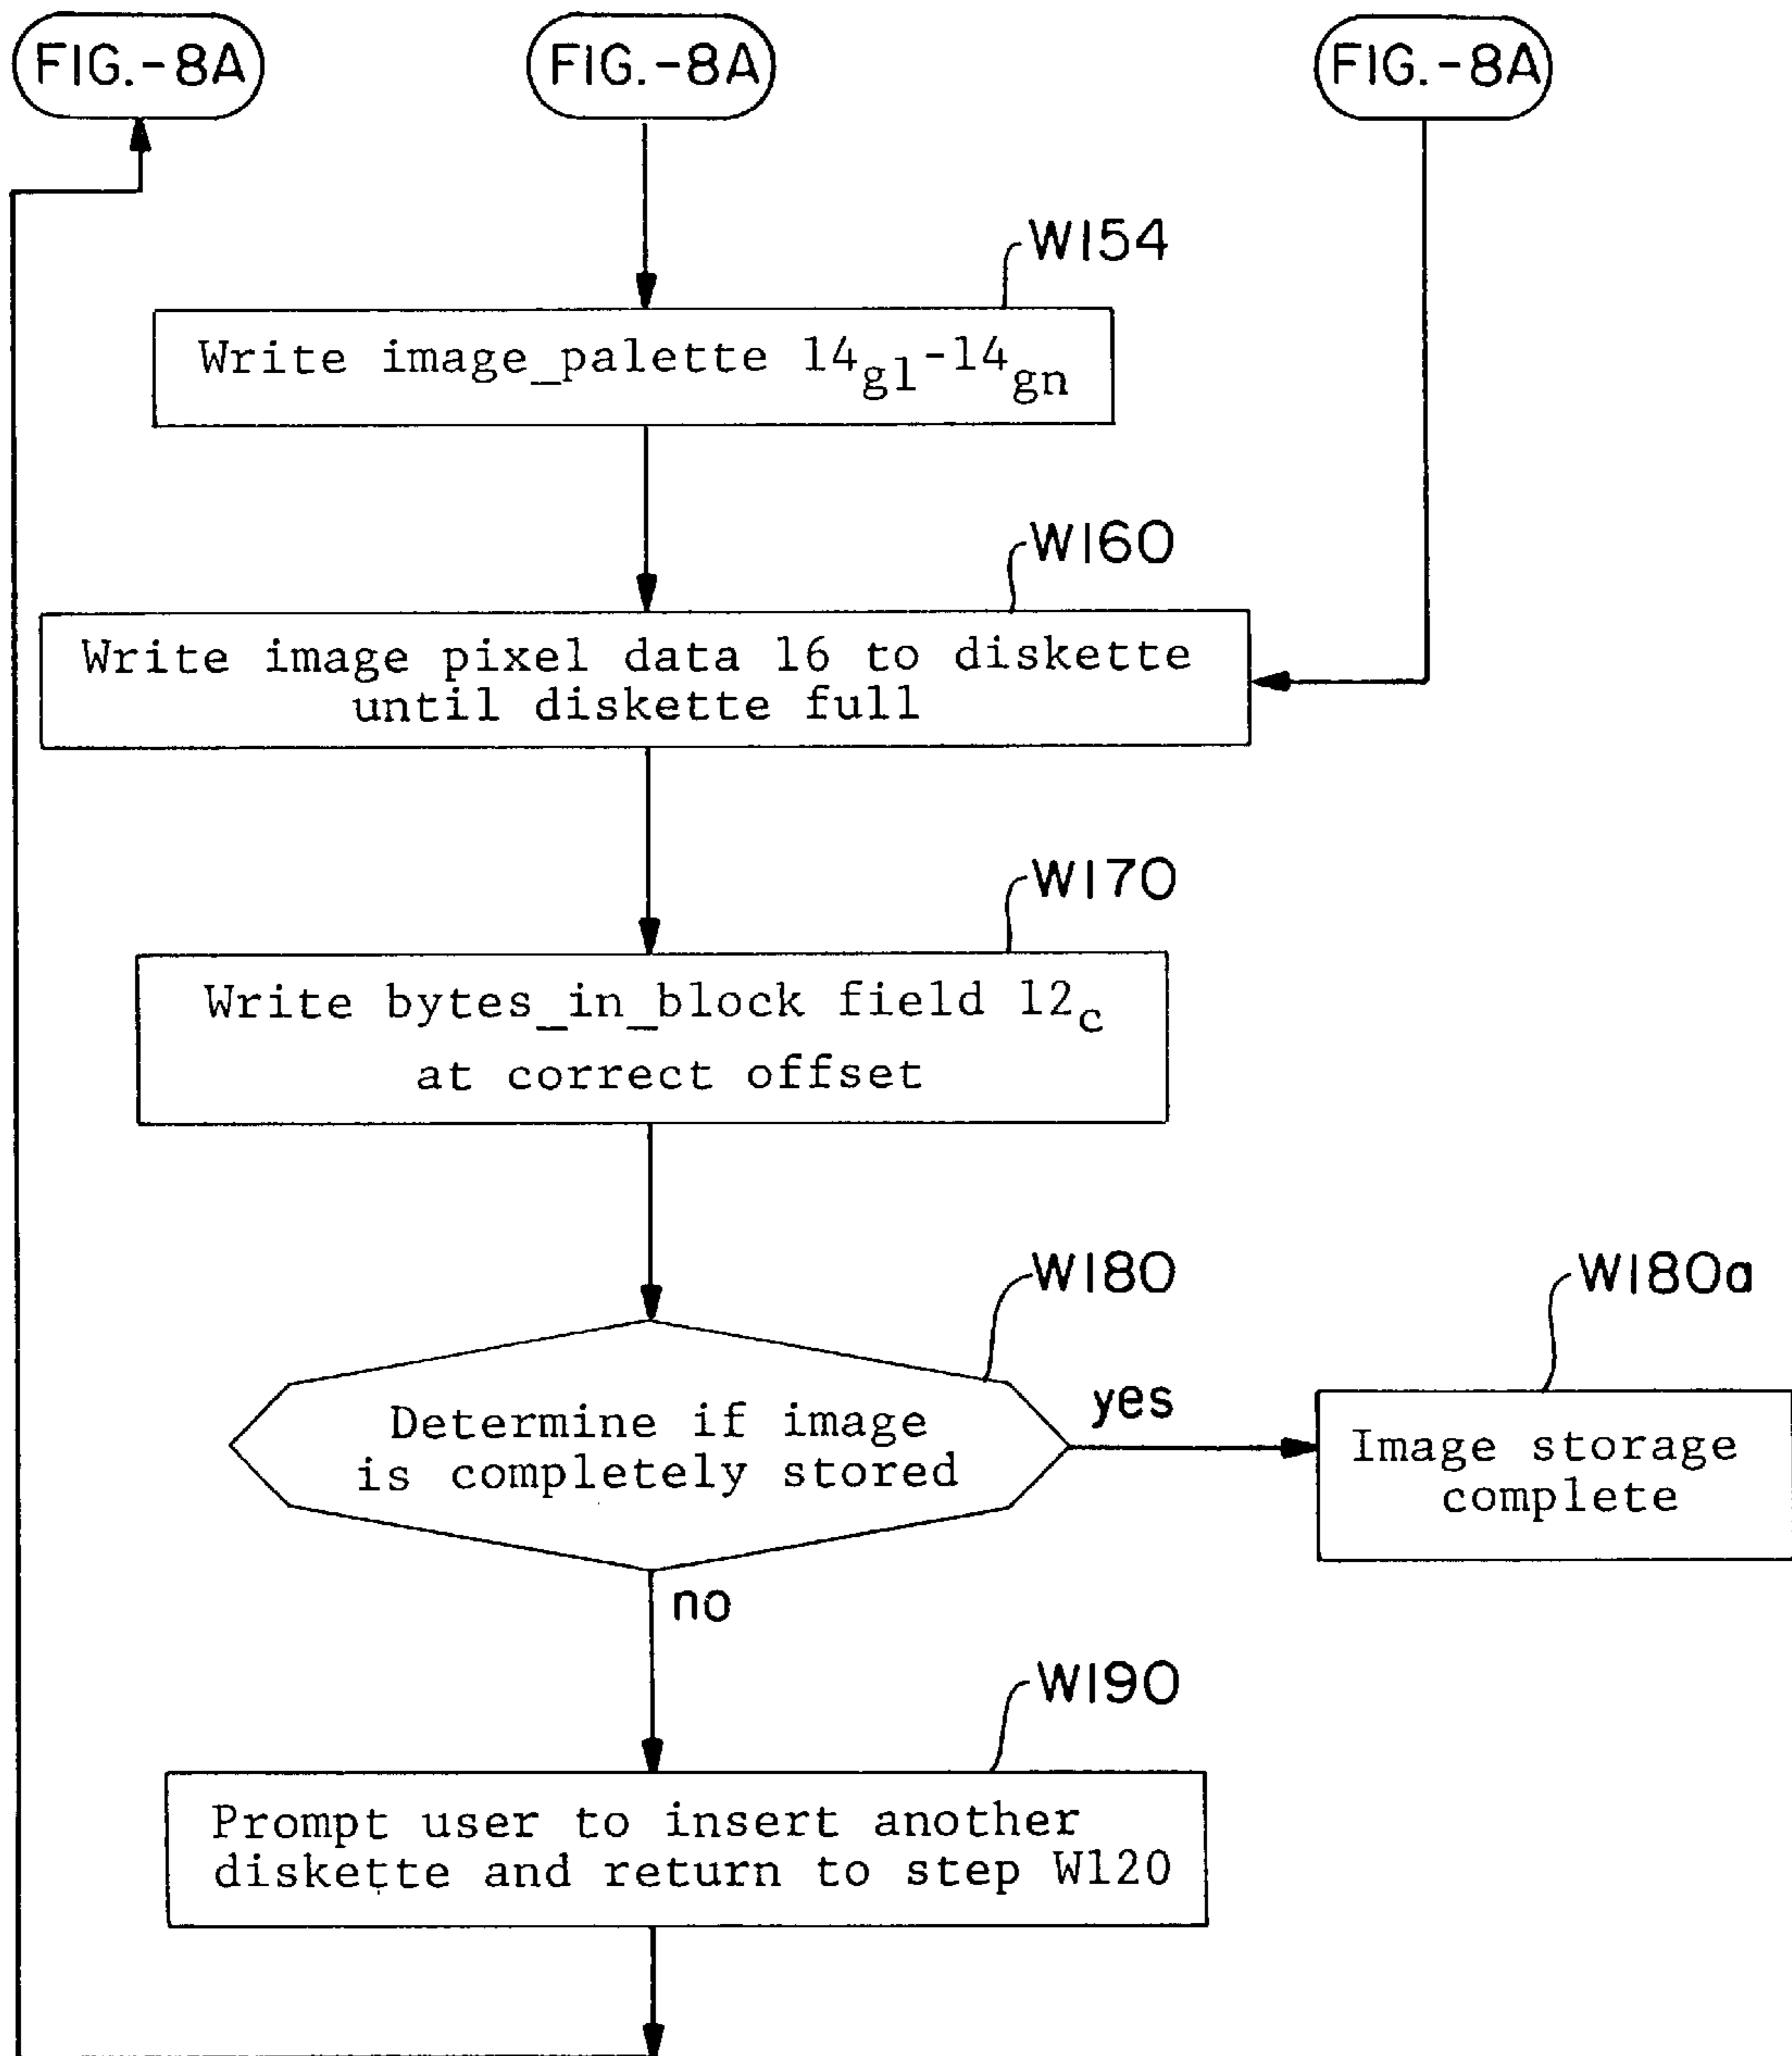 FIG.-8A
FIG.-8A
FIG.-8A
W154
Write image_palette 14g1-14gn
W160
Write image pixel data 16 to diskette
until diskette full
W170
Write bytes_in_block field 12c
at correct offset
W180
W180a
Determine if image
is completely stored
yes
Image storage
complete
no
W190
Prompt user to insert another
diskette and return to step W120